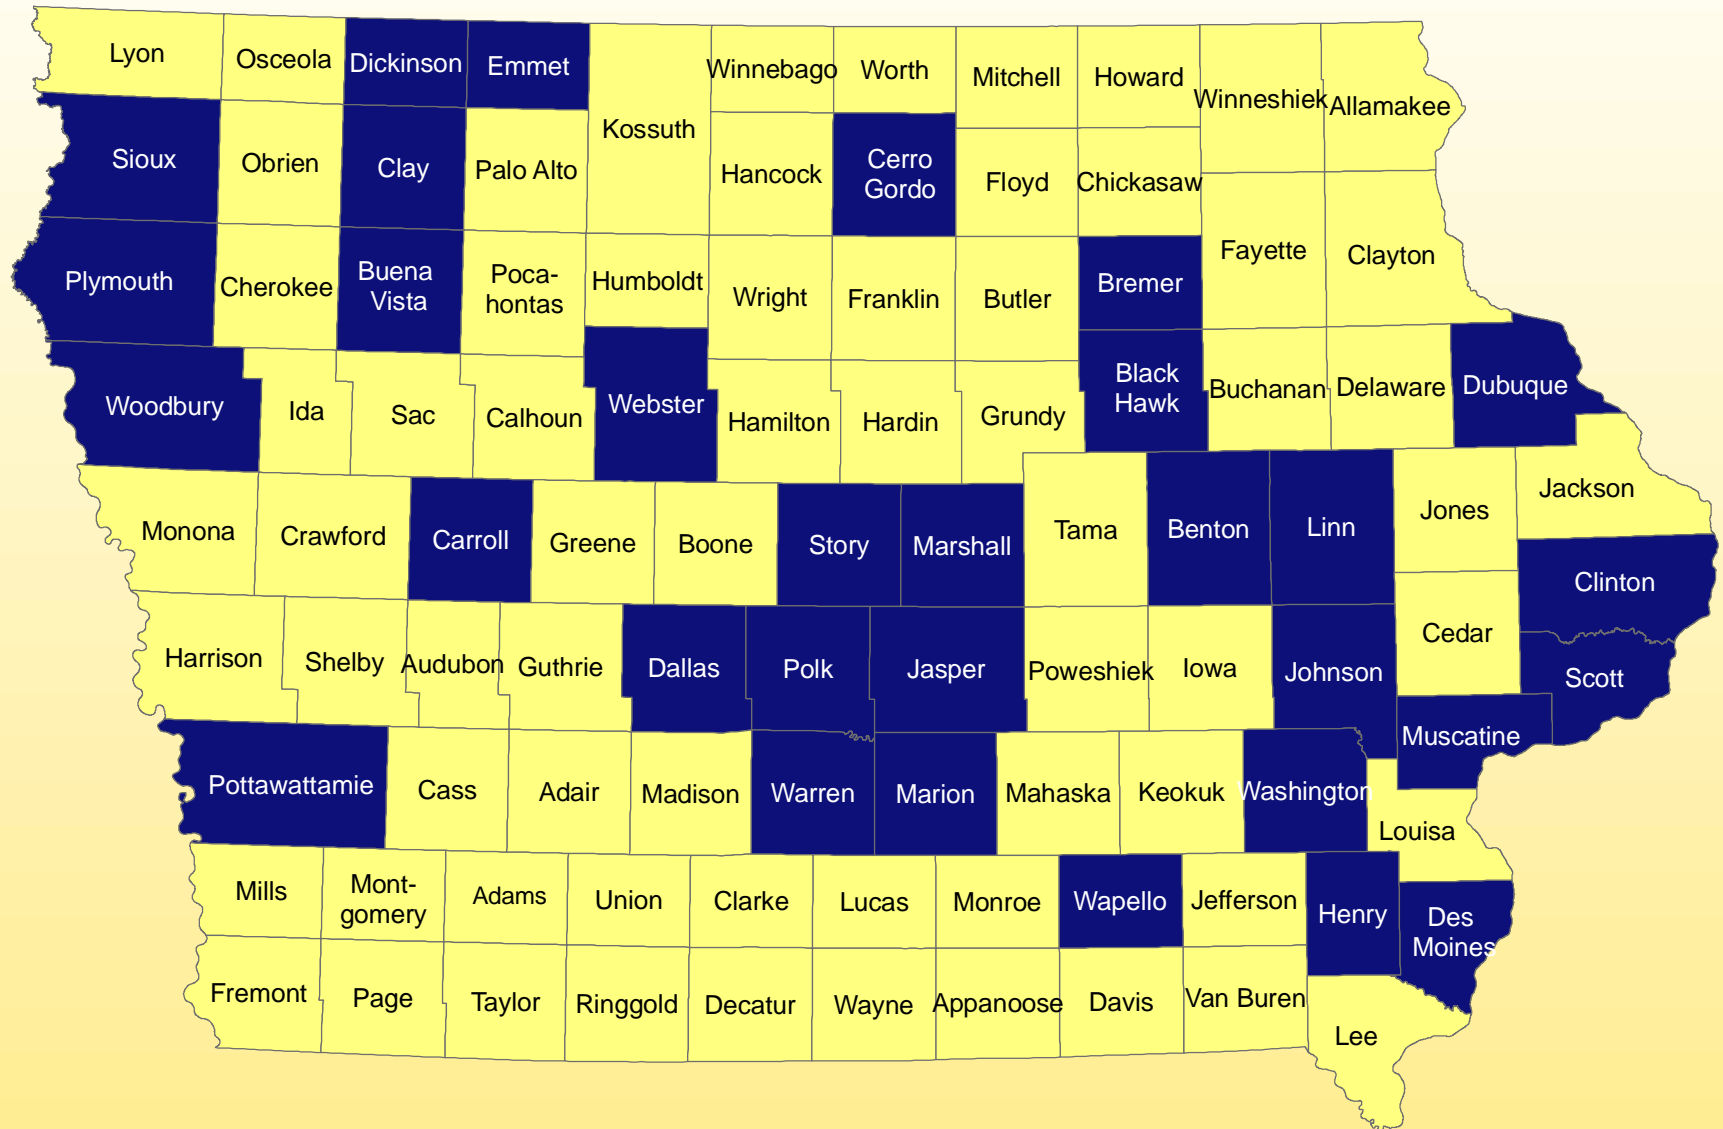 Lyon
Osceola
Dickinson
Emmet
Kossuth
Winnebago
Worth
Mitchell
Howard
Winneshiek
Allamakee
Sioux
Obrien
Clay
Palo Alto
Hancock
Cerro
Gordo
Floyd
Chickasaw
Plymouth
Cherokee
Buena
Vista
Poca-
hontas
Humboldt
Wright
Franklin
Butler
Bremer
Fayette
Clayton
Woodbury
Ida
Sac
Calhoun
Webster
Hamilton
Hardin
Grundy
Black
Hawk
Buchanan
Delaware
Dubuque
Monona
Crawford
Carroll
Greene
Boone
Story
Marshall
Tama
Benton
Linn
Jones
Jackson
Clinton
Harrison
Shelby
Audubon
Guthrie
Dallas
Polk
Jasper
Poweshiek
Iowa
Johnson
Cedar
Scott
Muscatine
Pottawattamie
Cass
Adair
Madison
Warren
Marion
Mahaska
Keokuk
Washington
Louisa
Mills
Mont-
gomery
Adams
Union
Clarke
Lucas
Monroe
Wapello
Jefferson
Henry
Des
Moines
Fremont
Page
Taylor
Ringgold
Decatur
Wayne
Appanoose
Davis
Van Buren
Lee